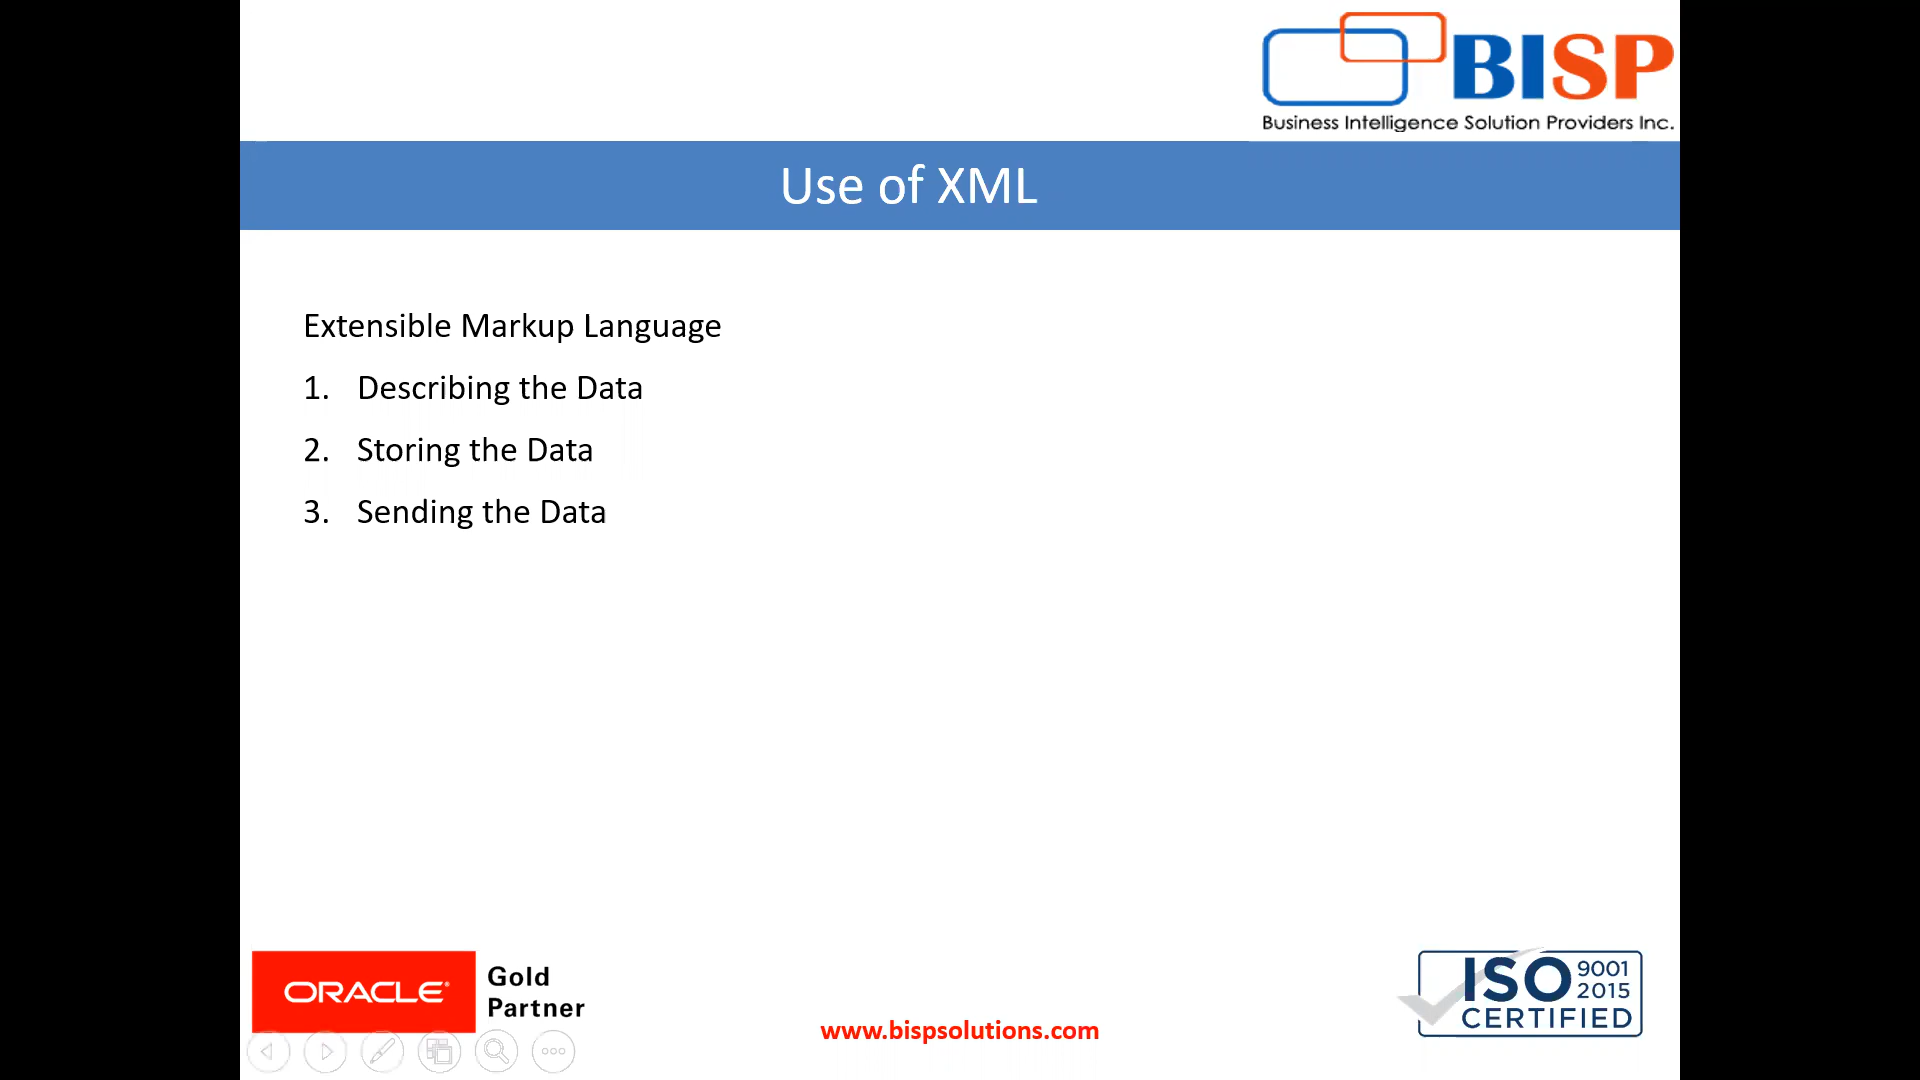 BISP
Business Intelligence Solution Providers Inc.
Use of XML
Extensible Markup Language
1. Describing the Data
2. Storing the Data
3. Sending the Data
ORACLE®
Gold
Partner
www.bispsolutions.com
ISO 9001
2015
CERTIFIED